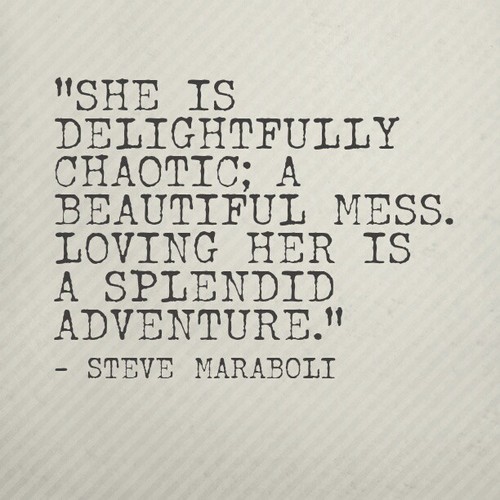 "SHE IS
DELIGHTFULLY
CHAOTIC; A
BEAUTIFUL MESS.
LOVING HER IS
A SPLENDID
ADVENTURE."
- STEVE MARABOLI